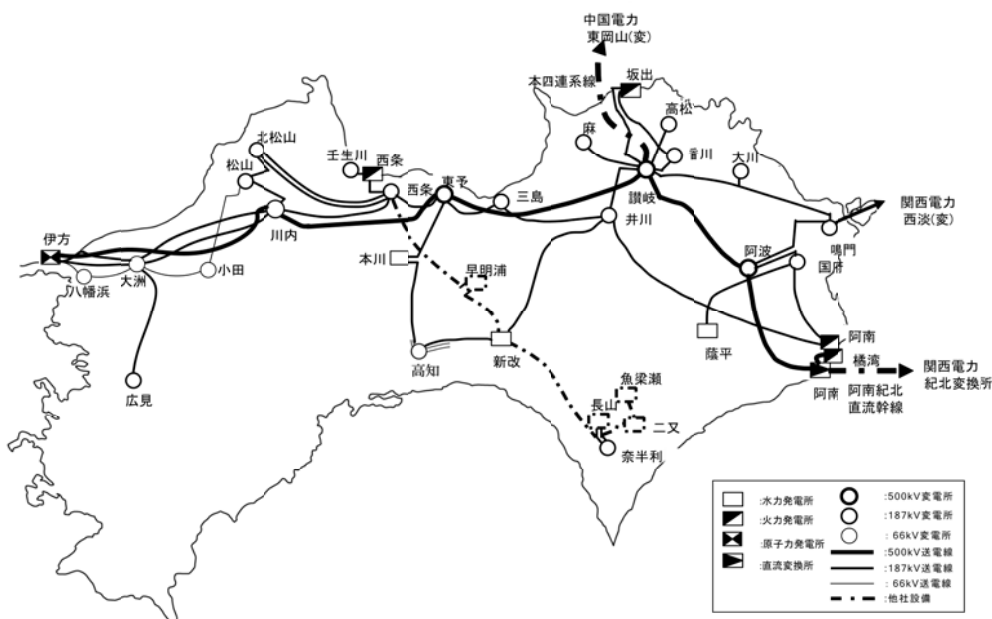 中国電力
東岡山(変)
本四連系線
坂出
高松
麻
香川
大川
讃岐
北松山
松山
壬生川
西条
西条
東予
三島
井川
関西電力
西淡(変)
鳴門
国府
阿波
伊方
八幡浜
大洲
小田
川内
本川
早明浦
高知
新改
蔭平
阿南
橘湾
阿南
阿南紀北
直流幹線
関西電力
紀北変換所
広見
魚梁瀬
長山
二又
奈半利
:水力発電所
:火力発電所
:原子力発電所
:直流変換所
:500kV変電所
:187kV変電所
: 66kV変電所
:500kV送電線
:187kV送電線
: 66kV送電線
:他社設備